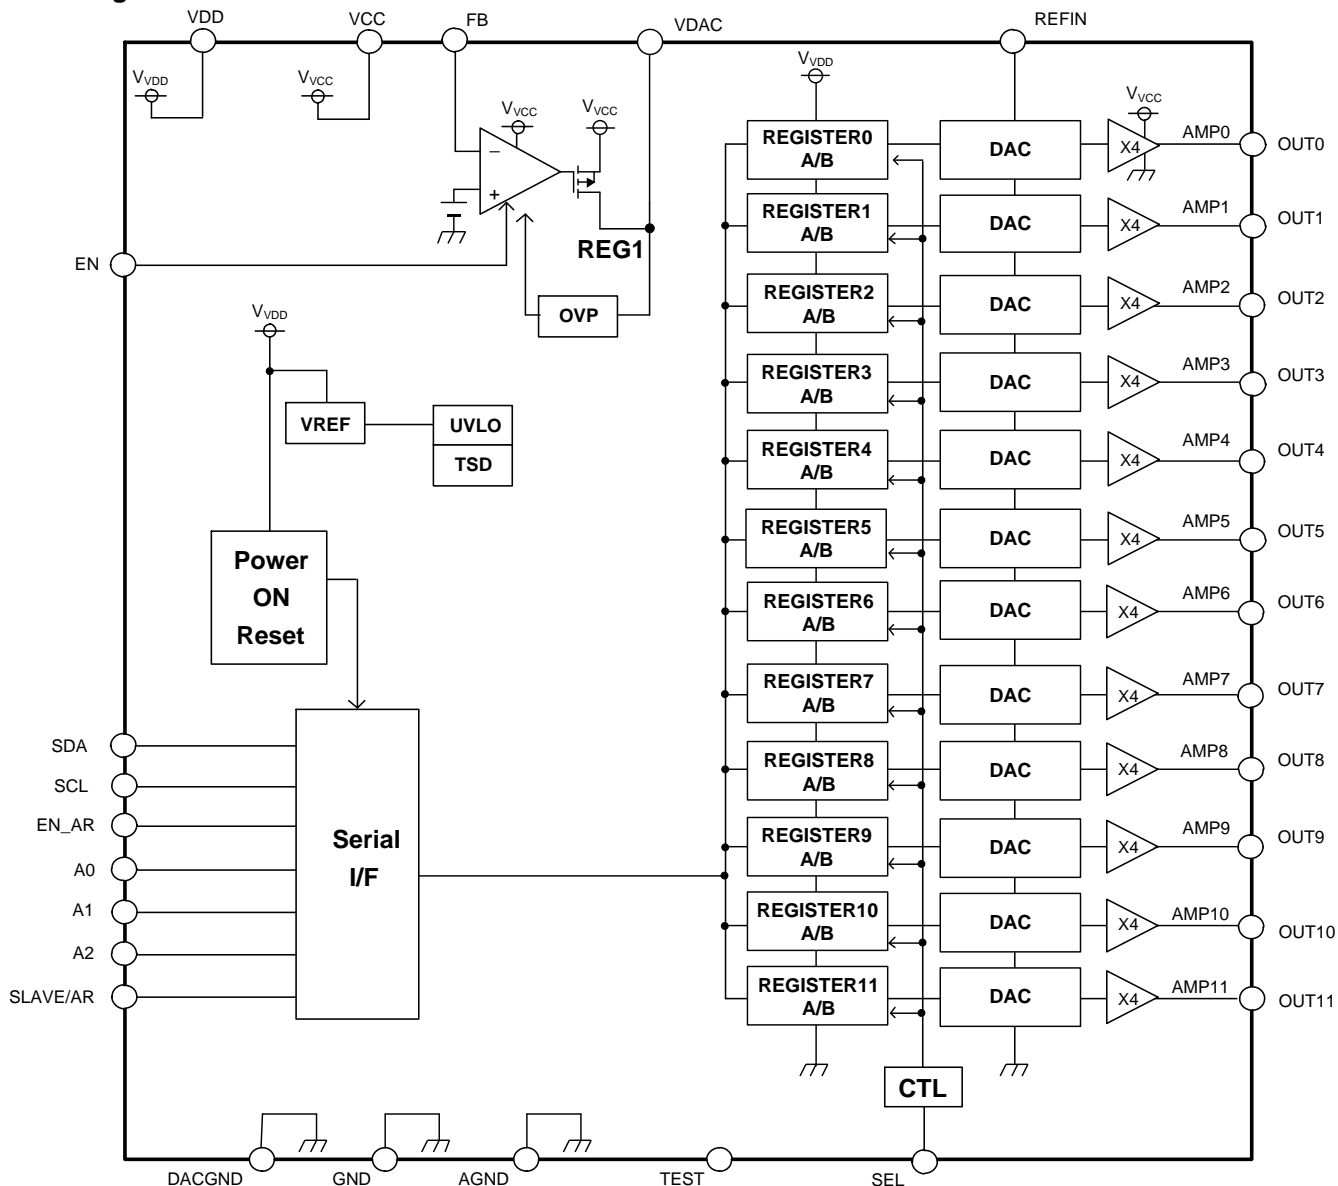 VDD
VCC
FB
VDAC
REFIN
VVDD
VVCC
VVCC
VVCC
VVDD
VVCC
−
+
REG1
EN
OVP
VVDD
VREF
UVLO
TSD
Power
ON
Reset
SDA
SCL
EN_AR
A0
A1
A2
SLAVE/AR
Serial
I/F
REGISTER0
A/B
DAC
X4
AMP0
OUT0
REGISTER1
A/B
DAC
X4
AMP1
OUT1
REGISTER2
A/B
DAC
X4
AMP2
OUT2
REGISTER3
A/B
DAC
X4
AMP3
OUT3
REGISTER4
A/B
DAC
X4
AMP4
OUT4
REGISTER5
A/B
DAC
X4
AMP5
OUT5
REGISTER6
A/B
DAC
X4
AMP6
OUT6
REGISTER7
A/B
DAC
X4
AMP7
OUT7
REGISTER8
A/B
DAC
X4
AMP8
OUT8
REGISTER9
A/B
DAC
X4
AMP9
OUT9
REGISTER10
A/B
DAC
X4
AMP10
OUT10
REGISTER11
A/B
DAC
X4
AMP11
OUT11
CTL
DACGND
GND
AGND
TEST
SEL